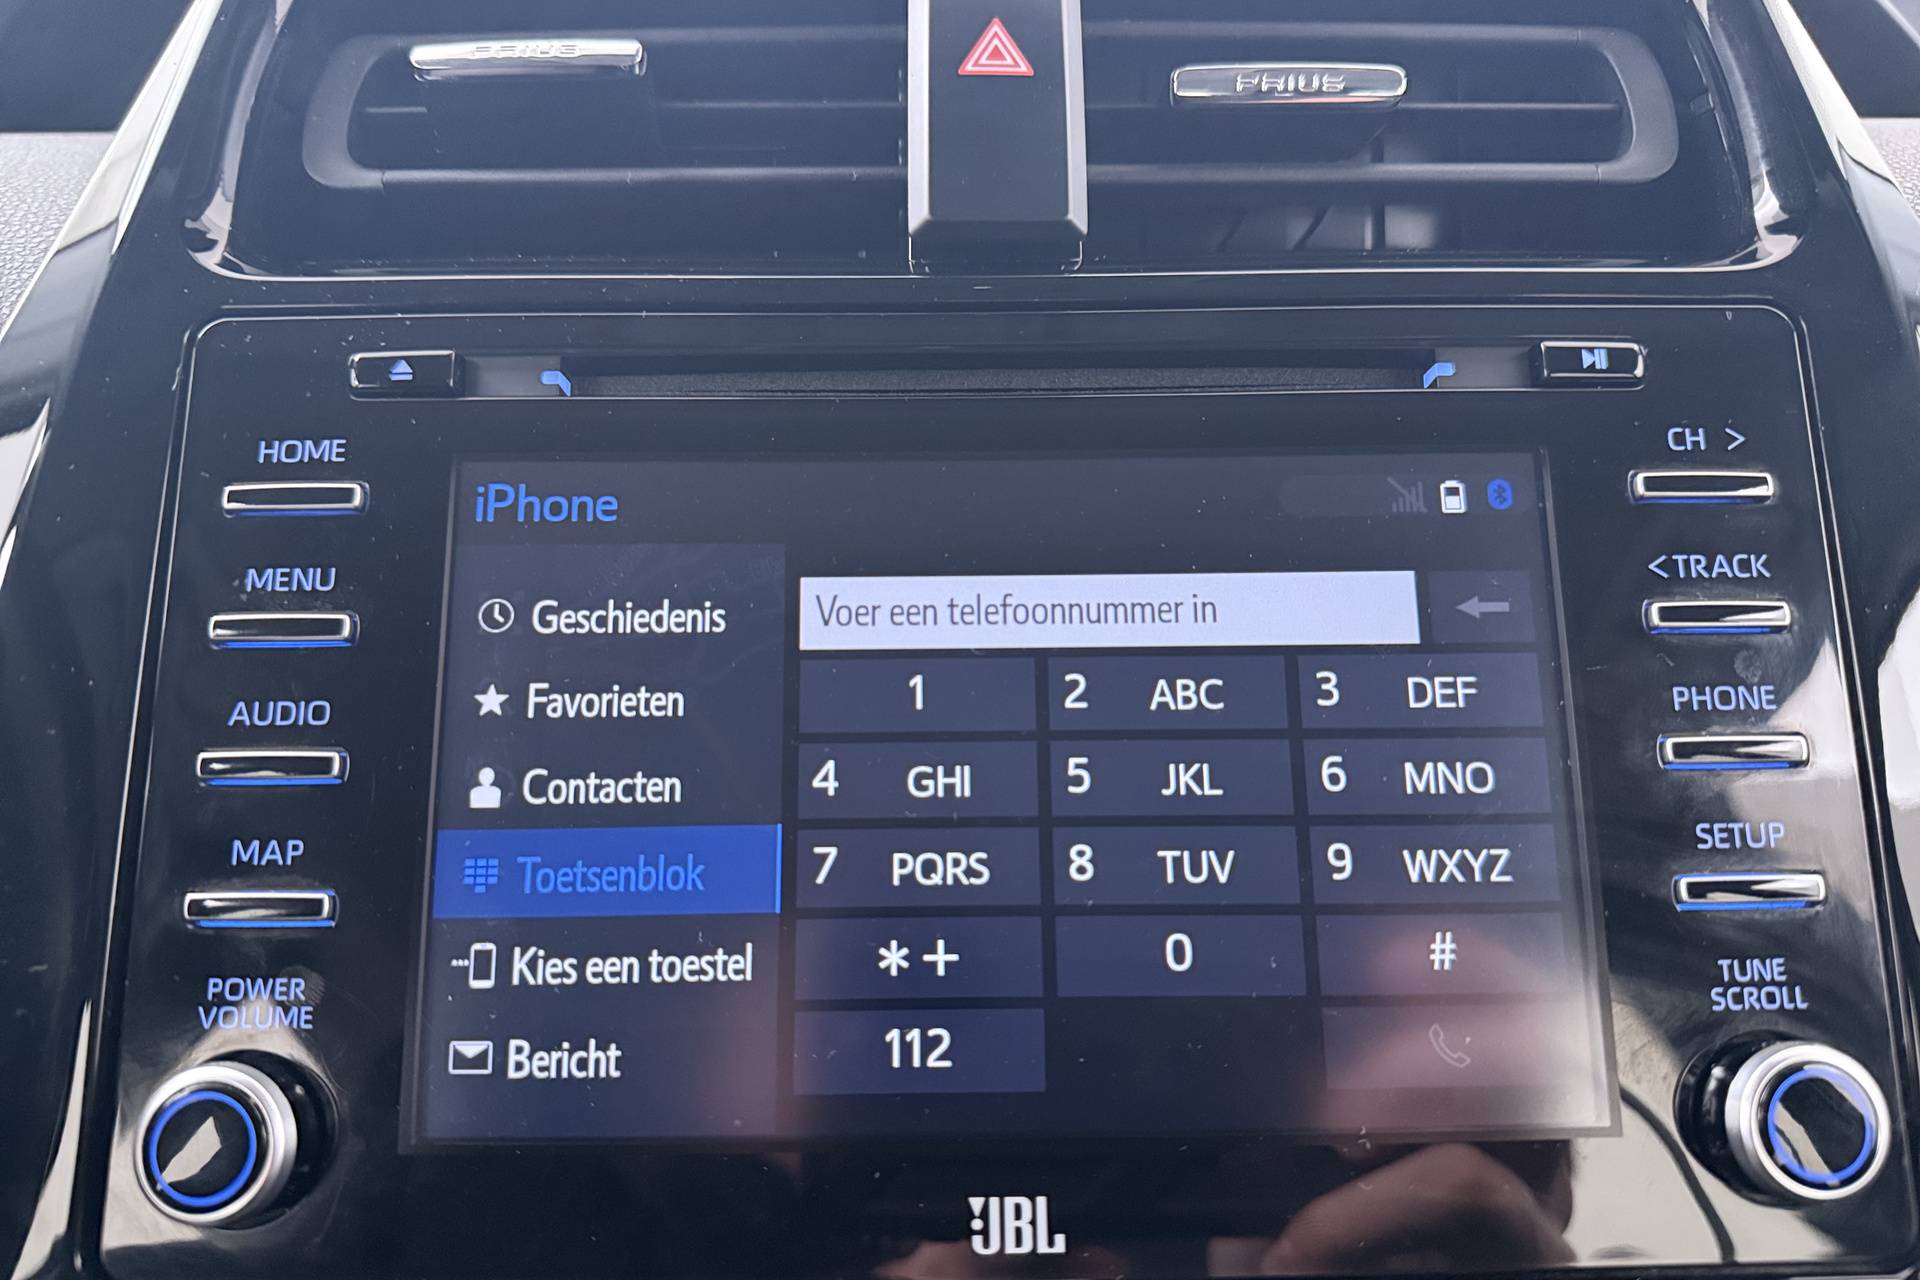 PRIUS
PRIUS
HOME
CH >
iPhone
MENU
<TRACK
Geschiedenis
Voer een telefoonnummer in
Favorieten
1
2 ABC
3 DEF
AUDIO
PHONE
Contacten
4 GHI
5 JKL
6 MNO
MAP
SETUP
Toetsenblok
7 PQRS
8 TUV
9 WXYZ
Kies een toestel
*+
0
#
POWER
VOLUME
TUNE
SCROLL
Bericht
112
JBL